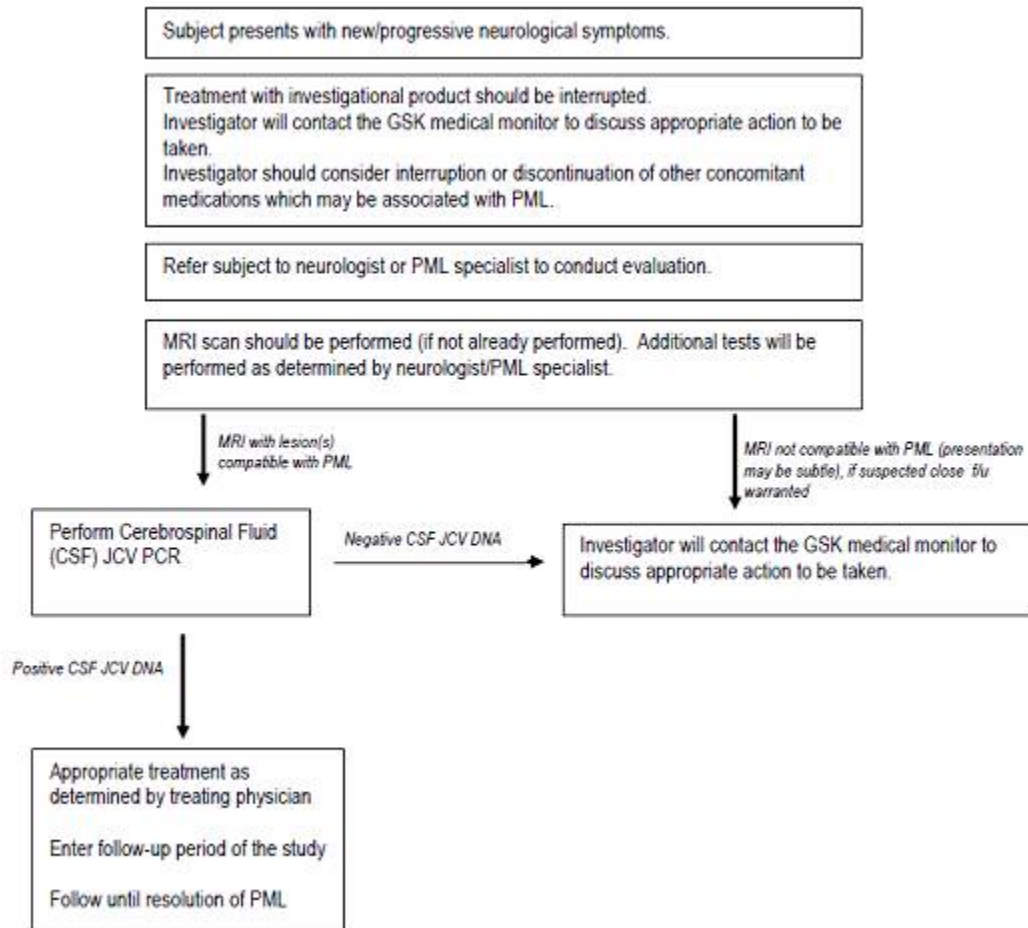 Subject presents with new/progressive neurological symptoms.
Treatment with investigational product should be interrupted.
Investigator will contact the GSK medical monitor to discuss appropriate action to be
taken.
Investigator should consider interruption or discontinuation of other concomitant
medications which may be associated with PML.
Refer subject to neurologist or PML specialist to conduct evaluation.
MRI scan should be performed (if not already performed). Additional tests will be
performed as determined by neurologist/PML specialist.
MRI with lesion(s)
compatible with PML
MRI not compatible with PML (presentation
may be subtle), if suspected close f/u
warranted
Perform Cerebrospinal Fluid
(CSF) JCV PCR
Negative CSF JCV DNA
Investigator will contact the GSK medical monitor to
discuss appropriate action to be taken.
Positive CSF JCV DNA
Appropriate treatment as
determined by treating physician
Enter follow-up period of the study
Follow until resolution of PML